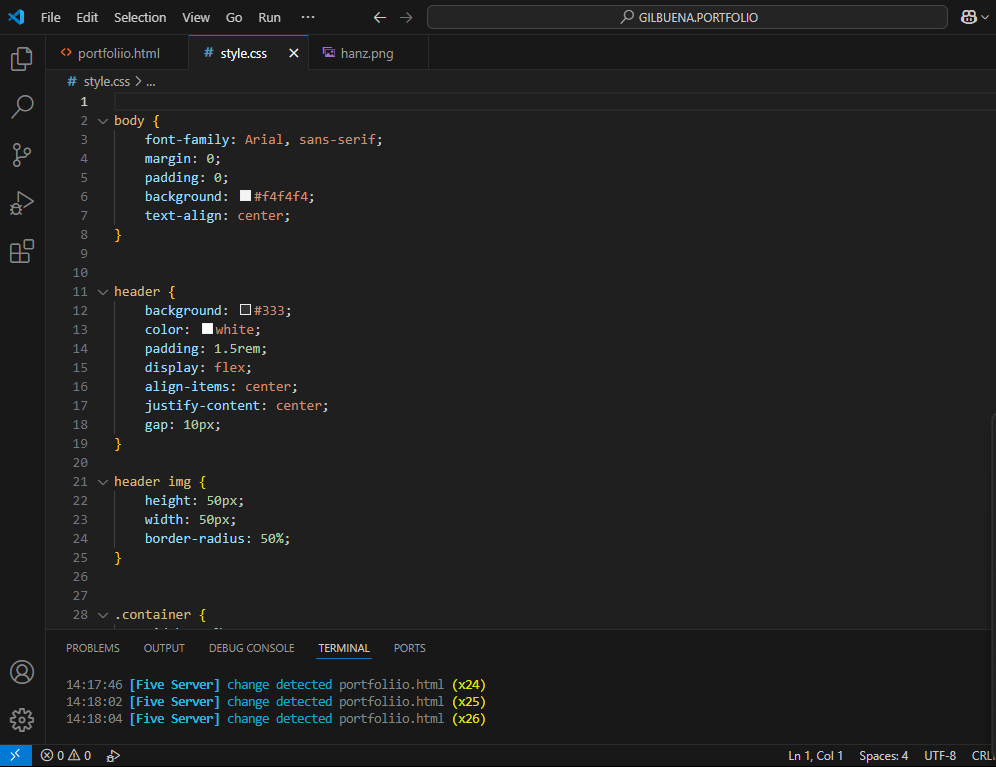 File Edit Selection View Go Run ··· GILBUENA.PORTFOLIO
portfoliio.html # style.css hanz.png
# style.css > ...
1
2 body {
3 font-family: Arial, sans-serif;
4 margin: 0;
5 padding: 0;
6 background: #f4f4f4;
7 text-align: center;
8 }
9
10
11 header {
12 background: #333;
13 color: white;
14 padding: 1.5rem;
15 display: flex;
16 align-items: center;
17 justify-content: center;
18 gap: 10px;
19 }
20
21 header img {
22 height: 50px;
23 width: 50px;
24 border-radius: 50%;
25 }
26
27
28 .container {
PROBLEMS OUTPUT DEBUG CONSOLE TERMINAL PORTS
14:17:46 [Five Server] change detected portfoliio.html (x24)
14:18:02 [Five Server] change detected portfoliio.html (x25)
14:18:04 [Five Server] change detected portfoliio.html (x26)
0 0 Ln 1, Col 1 Spaces: 4 UTF-8 CRL